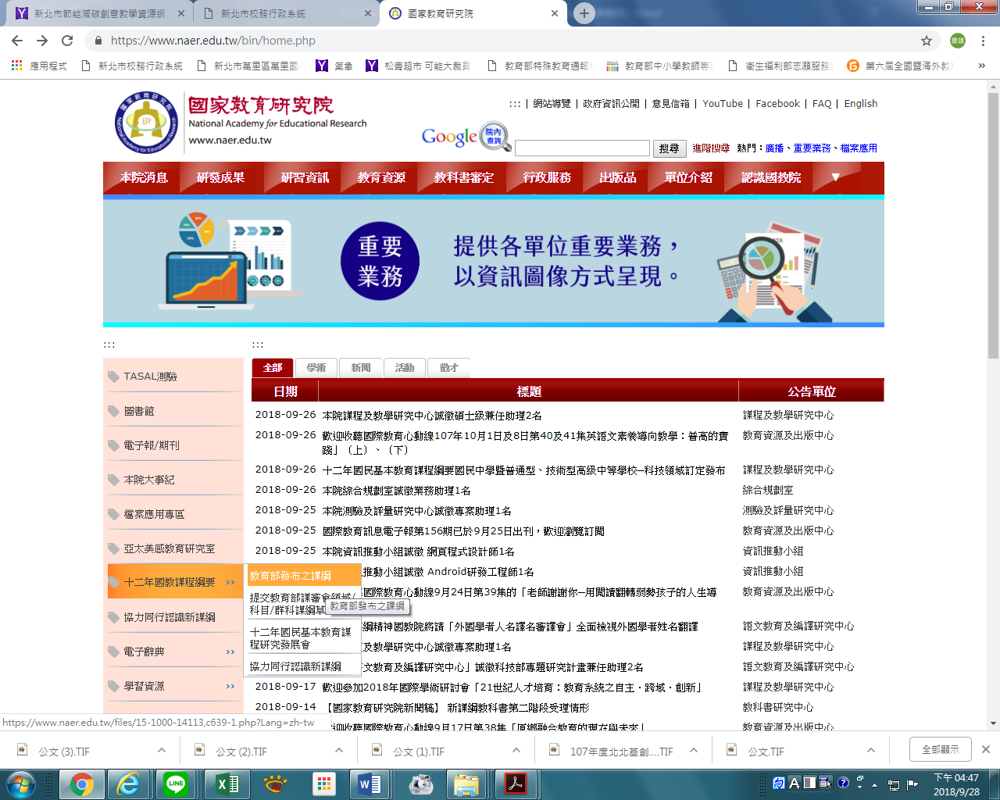 新北市節能減碳創意教學資源網
新北市校務行政系統
國家教育研究院
https://www.naer.edu.tw/bin/home.php
慶雄
應用程式
新北市校務行政系統
新北市萬里區萬里國
氣象
松青超市 可能大裁員
教育部特殊教育通報
教育部中小學教師專
衛生福利部志願服務
第六屆全國暨海外教
»
國家教育研究院
National Academy for Educational Research
www.naer.edu.tw
::: | 網站導覽 | 政府資訊公開 | 意見信箱 | YouTube | Facebook | FAQ | English
Google 院內查詢
搜尋 進階搜尋 熱門：廣播、重要業務、檔案應用
本院消息 研發成果 研習資訊 教育資源 教科書審定 行政服務 出版品 單位介紹 認識國教院 ▼
重要
業務
提供各單位重要業務，
以資訊圖像方式呈現。
:::
:::
TASAL測驗
圖書館
電子報/期刊
本院大事紀
檔案應用專區
亞太美感教育研究室
十二年國教課程綱要 >>
協力同行認識新課綱
電子辭典 >>
學習資源 >>
教育部發布之課綱
提交教育部課審會領域/
科目/群科課綱草
教育部發布之課綱
十二年國民基本教育課
程研究發展會
協力同行認識新課綱
全部 學術 新聞 活動 徵才
日期 標題 公告單位
2018-09-26 本院課程及教學研究中心誠徵碩士級兼任助理2名 課程及教學研究中心
2018-09-26 歡迎收聽國際教育心動線107年10月1日及8日第40及41集英語文素養導向教學：普高的實 教育資源及出版中心
踐」（上）、（下）
2018-09-26 十二年國民基本教育課程綱要國民中學暨普通型、技術型高級中等學校─科技領域訂定發布 課程及教學研究中心
2018-09-26 本院綜合規劃室誠徵業務助理1名 綜合規劃室
2018-09-25 本院測驗及評量研究中心誠徵專案助理1名 測驗及評量研究中心
2018-09-25 國際教育訊息電子報第156期已於9月25日出刊，歡迎瀏覽訂閱 教育資源及出版中心
2018-09-25 本院資訊推動小組誠徵 網頁程式設計師1名 資訊推動小組
推動小組誠徵 Android研發工程師1名 資訊推動小組
國際教育心動線9月24日第39集的「老師謝謝你─用閱讀翻轉弱勢孩子的人生導 教育資源及出版中心
綱精神國教院將請「外國學者人名譯名審譯會」全面檢視外國學者姓名翻譯 語文教育及編譯研究中心
及教學研究中心誠徵專案助理1名 課程及教學研究中心
文教育及編譯研究中心」誠徵科技部專題研究計畫兼任助理2名 語文教育及編譯研究中心
2018-09-17 歡迎參加2018年國際學術研討會「21世紀人才培育：教育系統之自主．跨域．創新」 課程及教學研究中心
2018-09-14 【國家教育研究院新聞稿】 新課綱教科書第二階段受理情形 教科書研究中心
歡迎收聽國際教育心動線9月17日第38集「原鄉融合教育的現在與未來」 教育資源及出版中心
https://www.naer.edu.tw/files/15-1000-14113,c639-1.php?Lang=zh-tw
公文 (3).TIF
公文 (2).TIF
公文 (1).TIF
107年度北北基創....TIF
公文.TIF
全部顯示
LINE
下午 04:47
2018/9/28